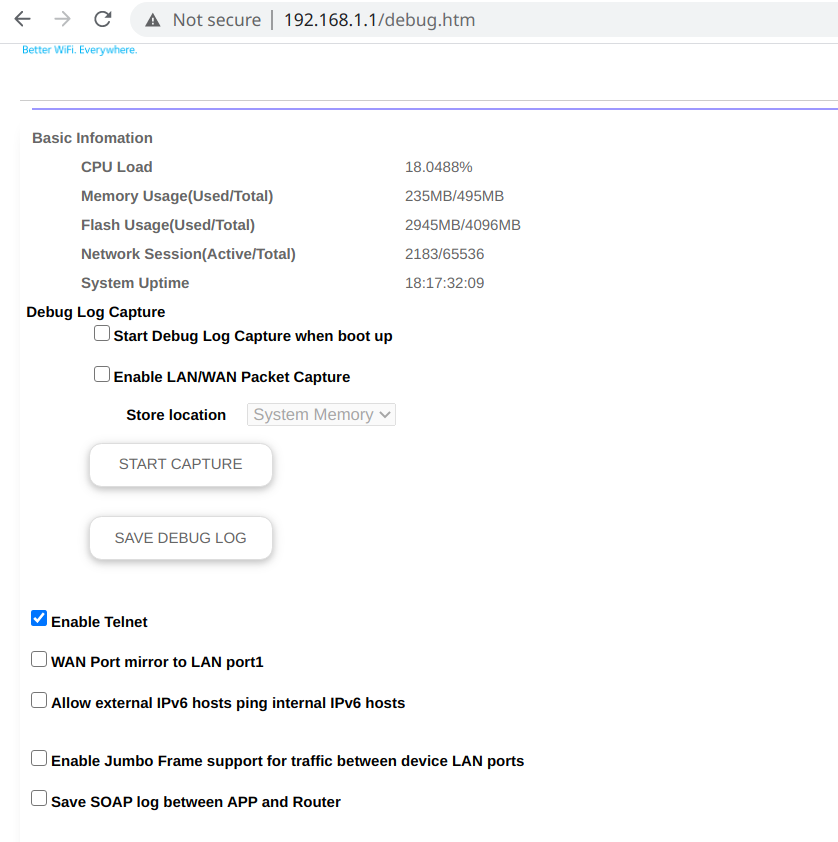 Not secure | 192.168.1.1/debug.htm
Better WiFi. Everywhere.
Basic Infomation
CPU Load 18.0488%
Memory Usage(Used/Total) 235MB/495MB
Flash Usage(Used/Total) 2945MB/4096MB
Network Session(Active/Total) 2183/65536
System Uptime 18:17:32:09
Debug Log Capture
Start Debug Log Capture when boot up
Enable LAN/WAN Packet Capture
Store location System Memory
START CAPTURE
SAVE DEBUG LOG
Enable Telnet
WAN Port mirror to LAN port1
Allow external IPv6 hosts ping internal IPv6 hosts
Enable Jumbo Frame support for traffic between device LAN ports
Save SOAP log between APP and Router